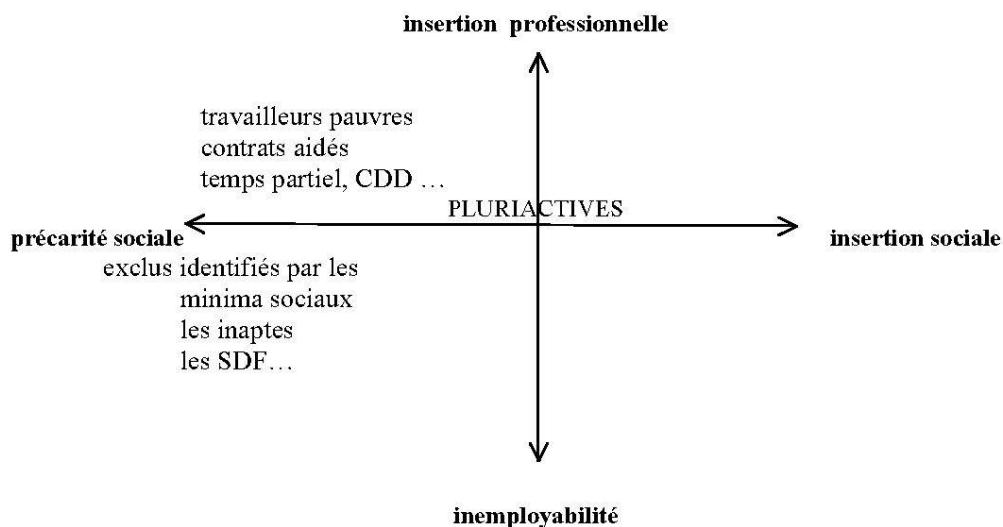 insertion professionnelle
travailleurs pauvres
contrats aidés
temps partiel, CDD …
PLURIACTIVES
précarité sociale
insertion sociale
exclus identifiés par les
minima sociaux
les inaptes
les SDF…
inemployabilité